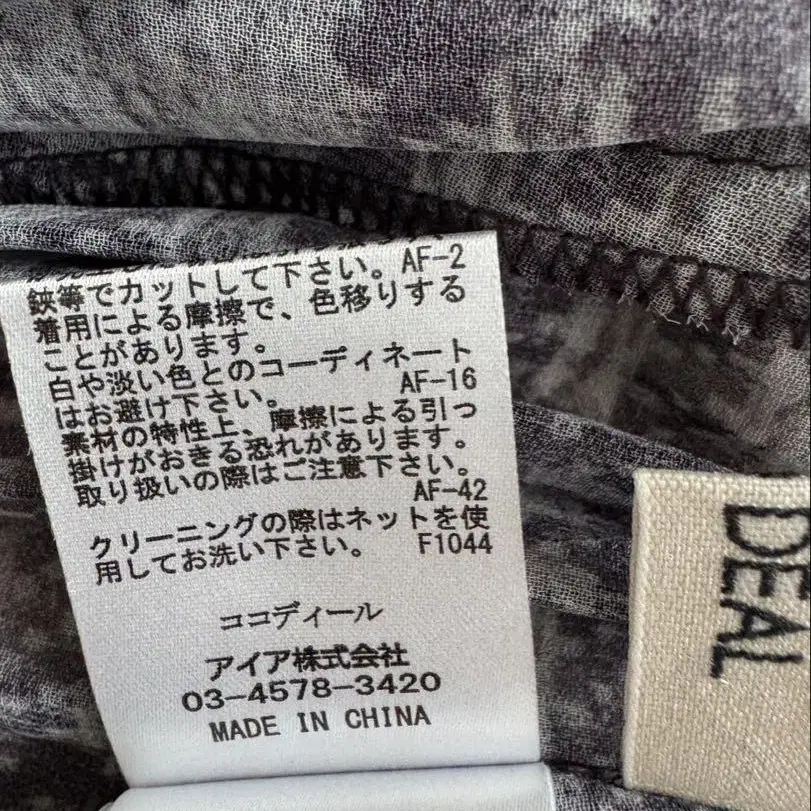 して下さい。 AF-2
鋏等でカットして下さい。
着用による摩擦で、色移りする
ことがあります。
白や淡い色とのコーディネート
はお避け下さい。 AF-16
素材の特性上、摩擦による引っ
掛けがおきる恐れがあります。
取り扱いの際はご注意下さい。
AF-42
クリーニングの際はネットを使
用してお洗い下さい。 F1044
ココディール
アイア株式会社
03-4578-3420
MADE IN CHINA
DEAL